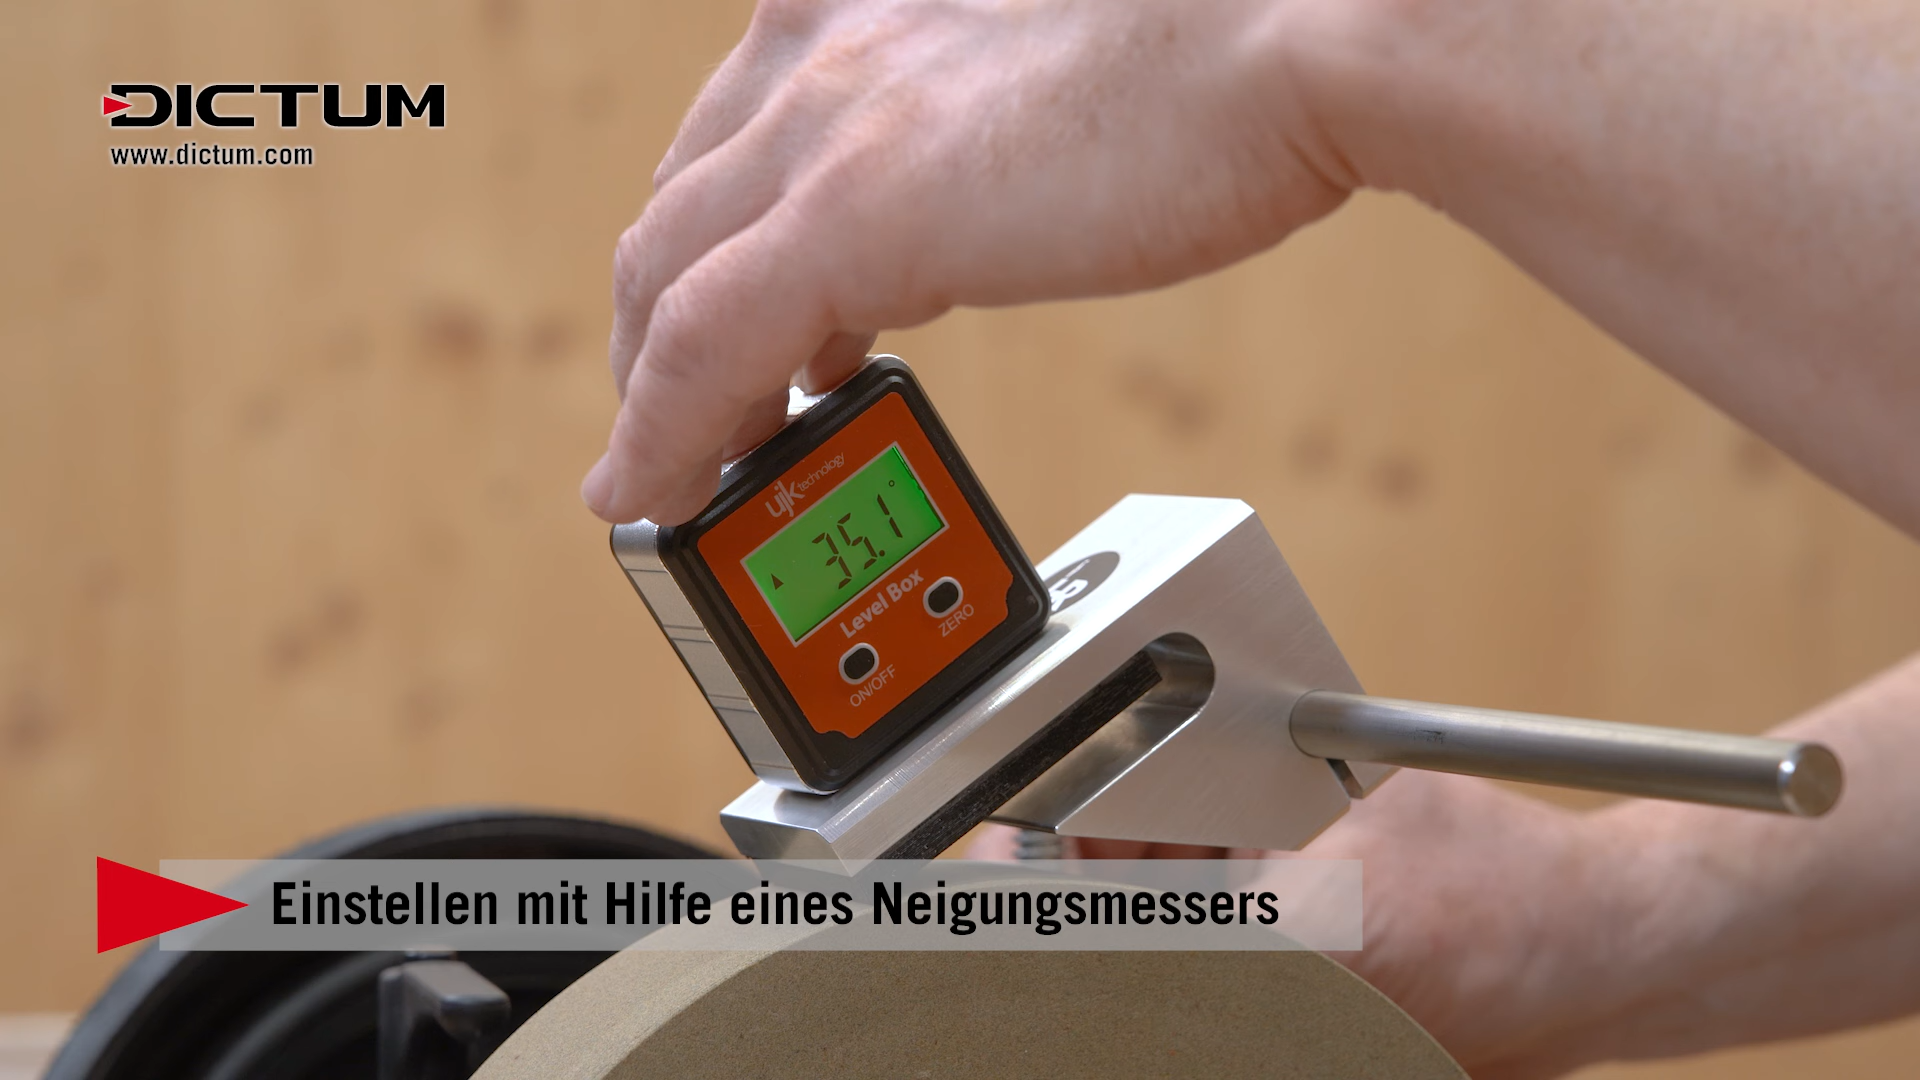 DICTUM
www.dictum.com
ujk technology
35.1°
Level Box
ON/OFF
ZERO
Einstellen mit Hilfe eines Neigungsmessers